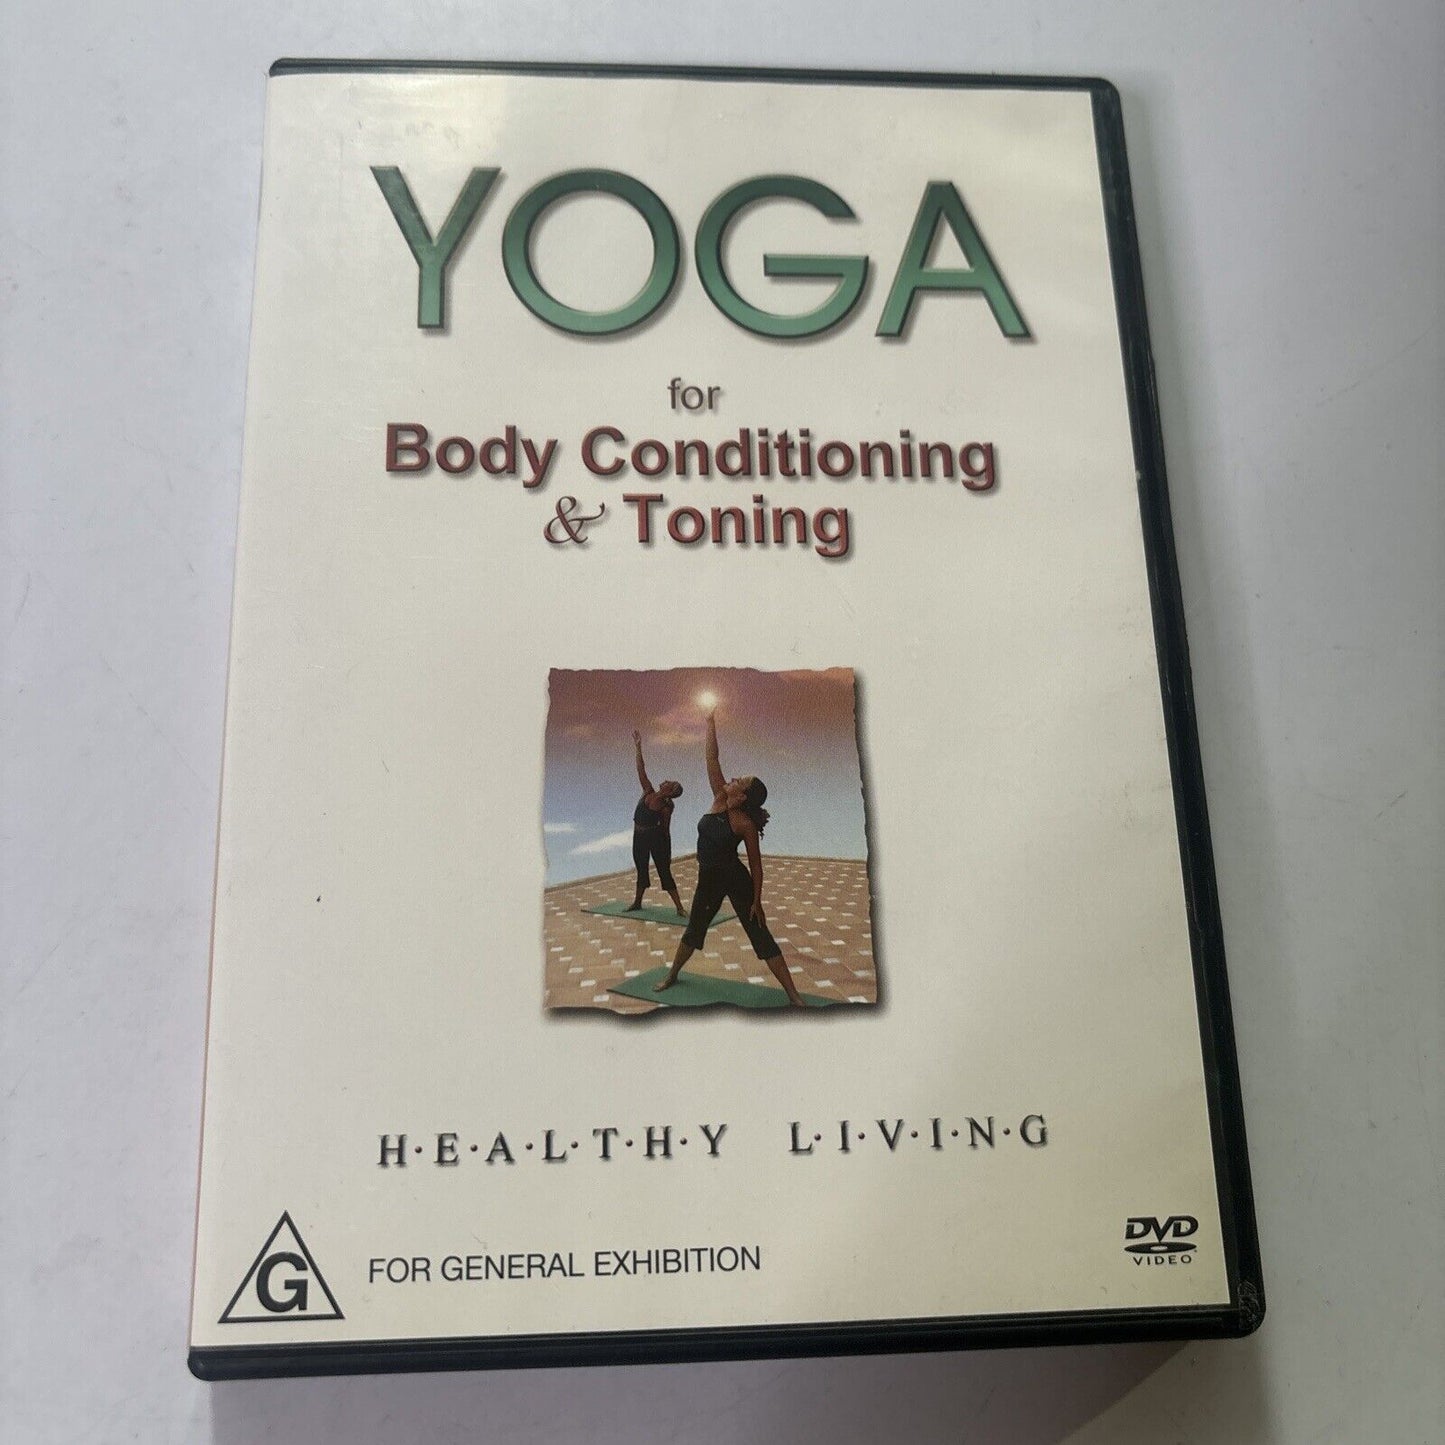 YOGA
for
Body Conditioning
& Toning
H·E·A·L·T·H·Y L·I·V·I·N·G
G FOR GENERAL EXHIBITION
DVD
VIDEO